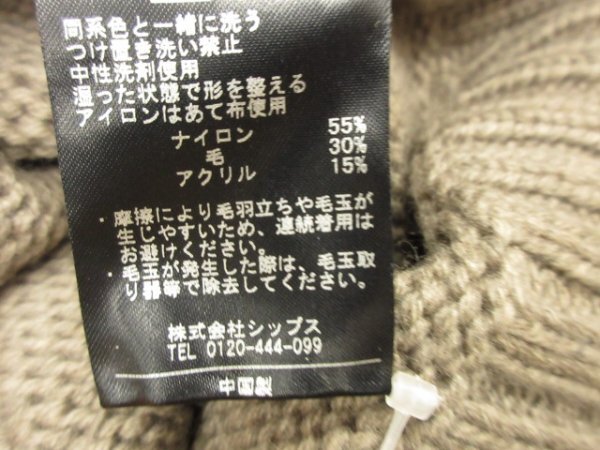 同系色と一緒に洗う
つけ置き洗い禁止
中性洗剤使用
湿った状態で形を整える
アイロンはあて布使用
ナイロン 55%
毛 30%
アクリル 15%
・摩擦により毛羽立ちや毛玉が
生じやすいため、連続着用は
お避けください。
・毛玉が発生した際は、毛玉取
り器等で除去してください。
株式会社シップス
TEL 0120-444-099
中国製